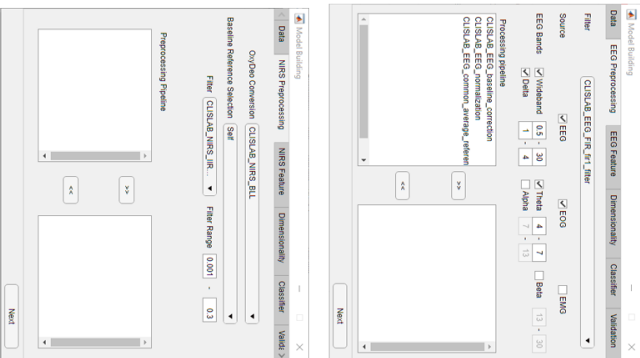 Model Building
Data EEG Preprocessing EEG Feature Dimensionality Classifier Validation
Filter CLISLAB_EEG_FIR_fir1_filter
Source EEG EOG EMG
EEG Bands Wideband 0.5 - 30 Theta 4 - 7 Beta 13 - 30
Delta 1 - 4 Alpha 7 - 13
Processing pipeline
CLISLAB_EEG_baseline_correction
CLISLAB_EEG_normalization
CLISLAB_EEG_common_average_referen
>>
<<
Next
Model Building
Data NIRS Preprocessing NIRS Feature Dimensionality Classifier Valida
OxyDeo Conversion CLISLAB_NIRS_BLL
Baseline Reference Selection Self
Filter CLISLAB_NIRS_IIR... Filter Range 0.001 - 0.3
Preprocessing Pipeline
>>
<<
Next